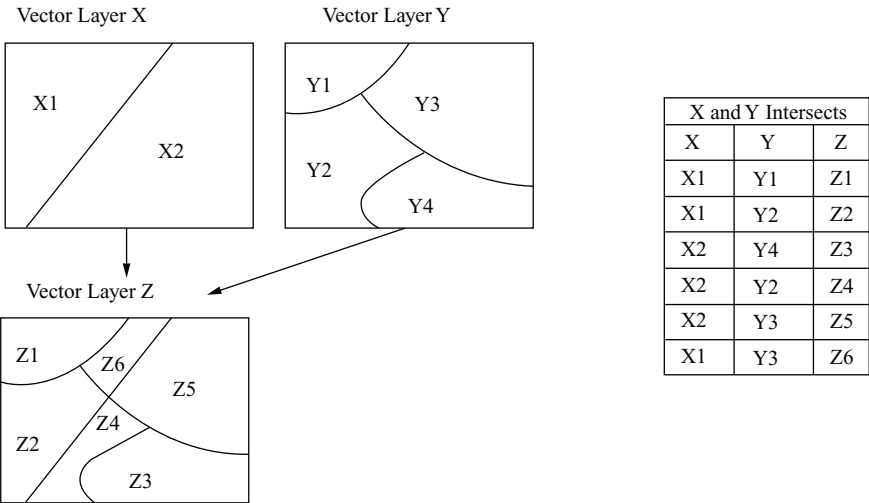 Vector Layer X
Vector Layer Y
X1
X2
Y1
Y3
Y2
Y4
Vector Layer Z
Z1
Z6
Z5
Z4
Z2
Z3
X and Y Intersects
X Y Z
X1 Y1 Z1
X1 Y2 Z2
X2 Y4 Z3
X2 Y2 Z4
X2 Y3 Z5
X1 Y3 Z6